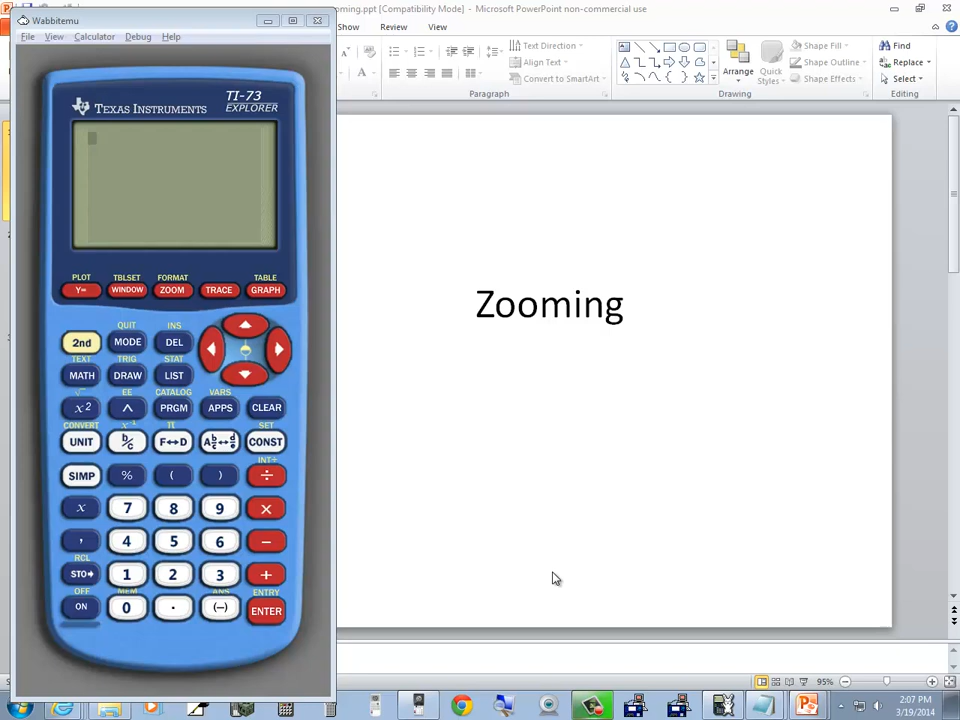 Wabbitemu
oming.ppt [Compatibility Mode] - Microsoft PowerPoint non-commercial use
File View Calculator Debug Help
Show Review View
Text Direction
Align Text
Convert to SmartArt
Paragraph
Arrange
Quick
Styles
Shape Fill
Shape Outline
Shape Effects
Drawing
Find
Replace
Select
Editing
TEXAS INSTRUMENTS
TI-73
EXPLORER
PLOT TBLSET FORMAT TABLE
Y= WINDOW ZOOM TRACE GRAPH
QUIT INS
2nd MODE DEL
TEXT TRIG STAT
MATH DRAW LIST
√ EE CATALOG VARS
x² ^ PRGM APPS CLEAR
CONVERT x⁻¹ π SET
UNIT b/c F↔D A b/c↔d/e CONST
INT÷
SIMP % ( ) ÷
x 7 8 9 ×
, 4 5 6 −
RCL
STO➔ 1 2 3 +
OFF MEM ANS ENTRY
ON 0 . (−) ENTER
Zooming
95%
2:07 PM
3/19/2014